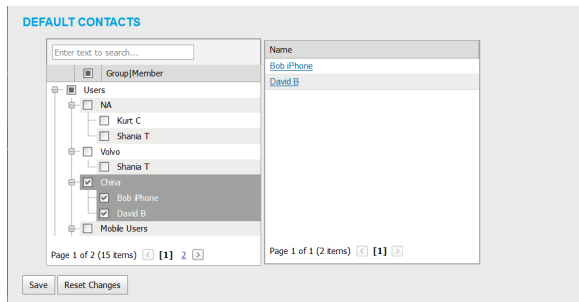 DEFAULT CONTACTS
Enter text to search...
Group|Member
Users
NA
Kurt C
Shania T
Volvo
Shania T
China
Bob iPhone
David B
Moble Users
Page 1 of 2 (15 items) [1] 2
Name
Bob iPhone
David B
Page 1 of 1 (2 items) [1]
Save Reset Changes